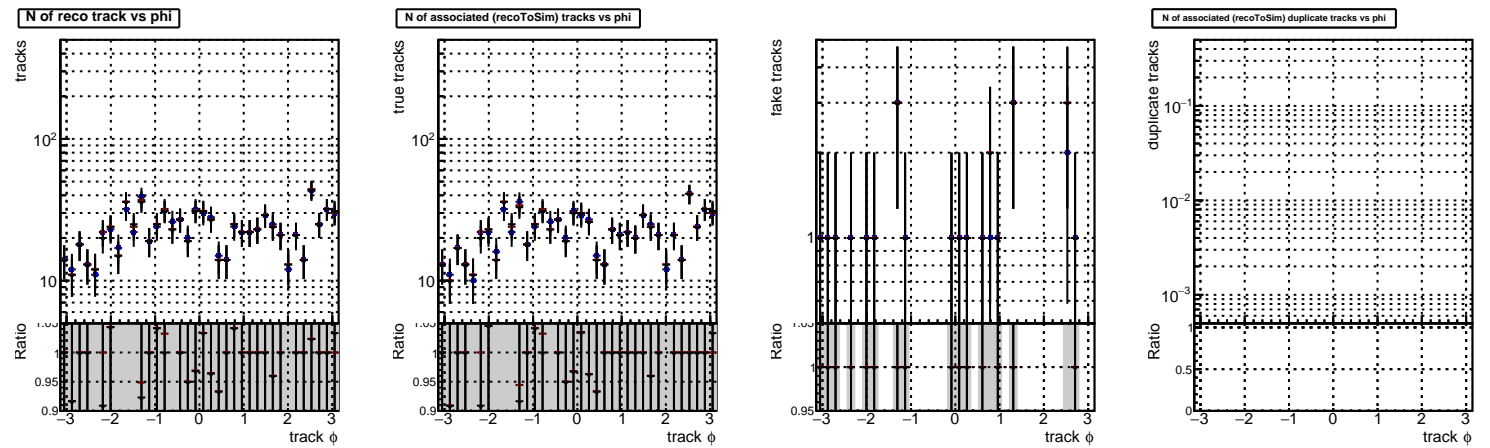 N of reco track vs phi
tracks
10²
10
Ratio
1
0.95
0.9
−3 −2 −1 0 1 2 3
track ϕ
N of associated (recoToSim) tracks vs phi
true tracks
10²
10
Ratio
1
0.95
0.9
−3 −2 −1 0 1 2 3
track ϕ
fake tracks
1
Ratio
1
0.95
−3 −2 −1 0 1 2 3
track ϕ
N of associated (recoToSim) duplicate tracks vs phi
duplicate tracks
10⁻¹
10⁻²
10⁻³
Ratio
1
0.5
0
−3 −2 −1 0 1 2 3
track ϕ